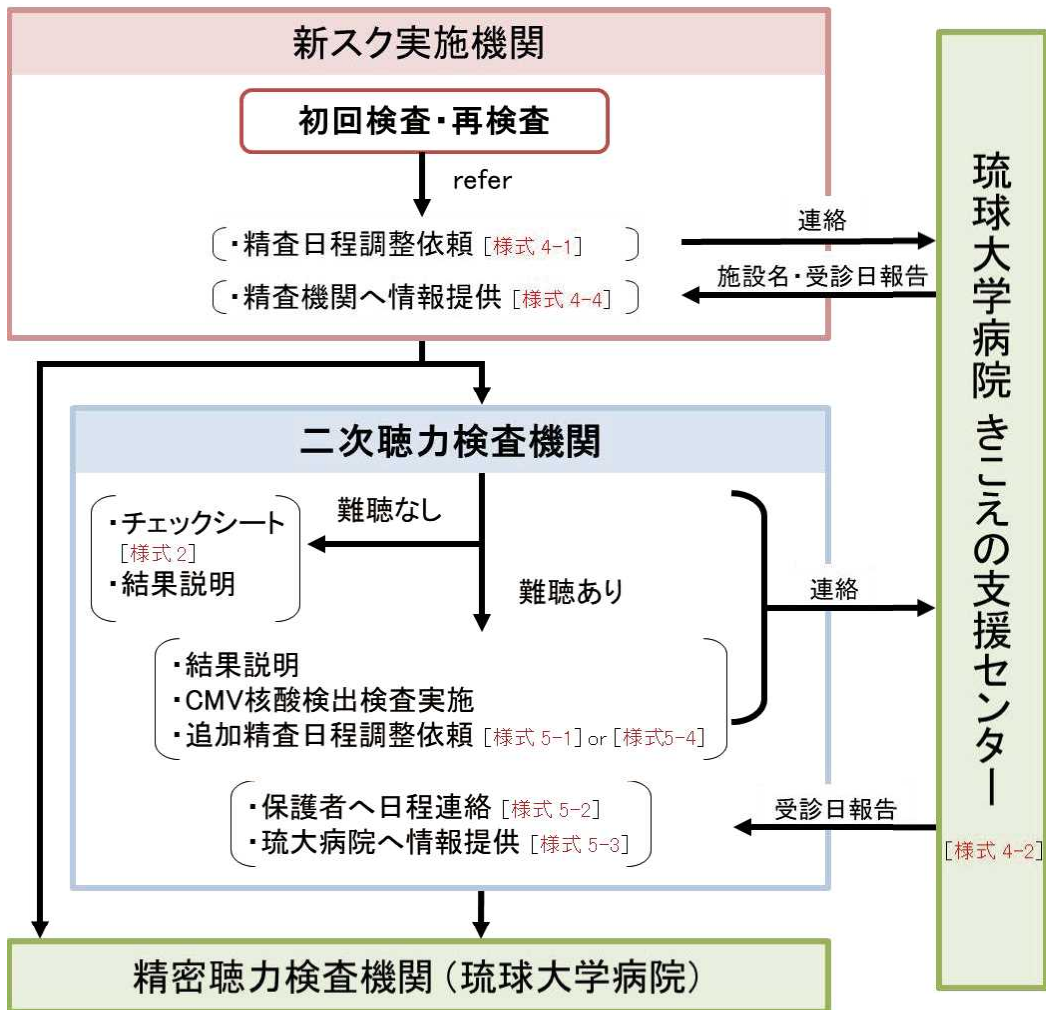 新スク実施機関
初回検査・再検査
refer
・精査日程調整依頼 [様式 4-1]
連絡
・精査機関へ情報提供 [様式 4-4]
施設名・受診日報告
二次聴力検査機関
難聴なし
・チェックシート
[様式 2]
・結果説明
難聴あり
連絡
・結果説明
・CMV核酸検出検査実施
・追加精査日程調整依頼 [様式 5-1] or [様式5-4]
・保護者へ日程連絡 [様式 5-2]
・琉大病院へ情報提供 [様式 5-3]
受診日報告
琉球大学病院 きこえの支援センター
[様式 4-2]
精密聴力検査機関（琉球大学病院）